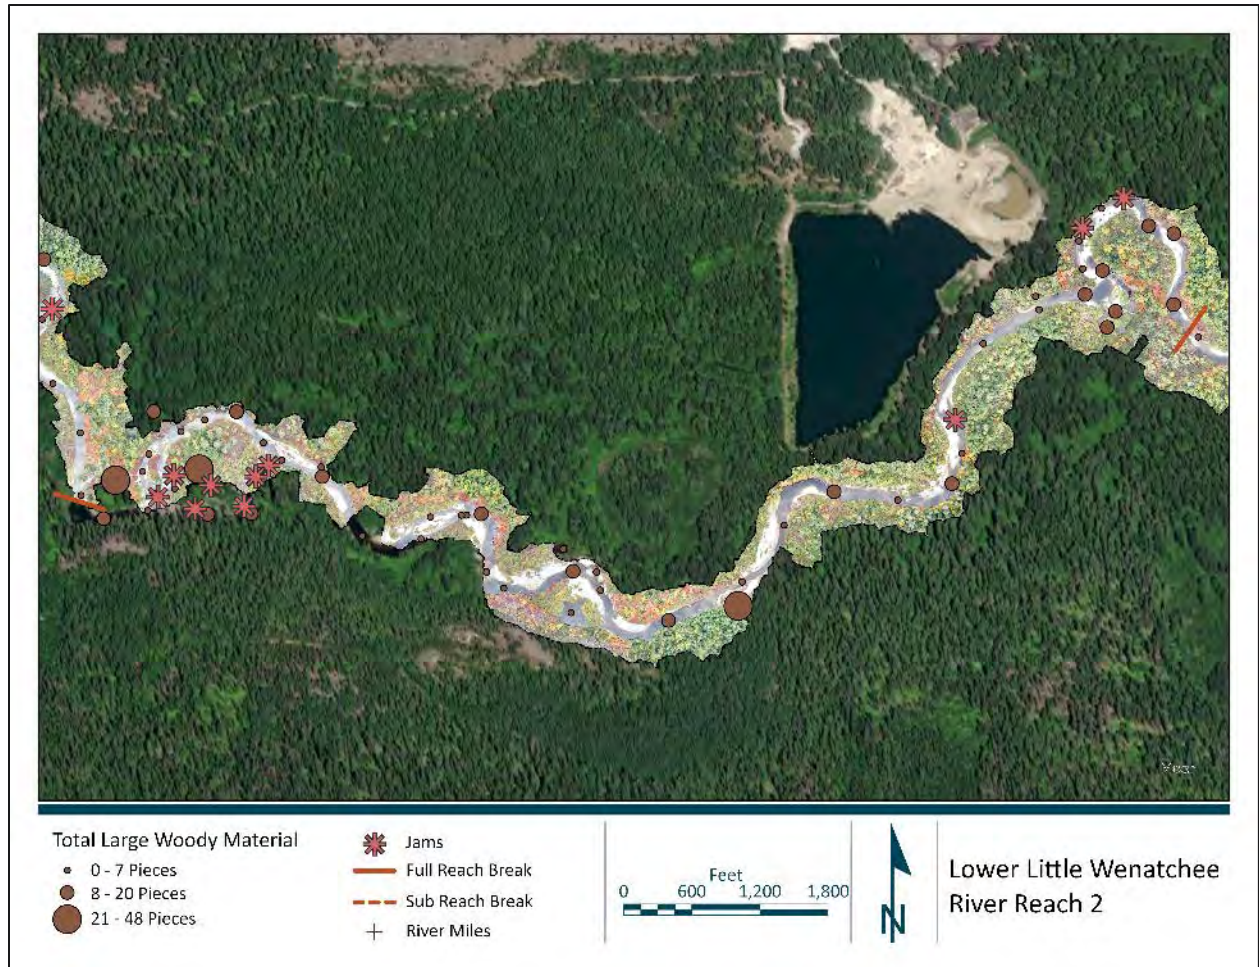 Total Large Woody Material
0 - 7 Pieces
8 - 20 Pieces
21 - 48 Pieces
Jams
Full Reach Break
Sub Reach Break
River Miles
Feet
0 600 1,200 1,800
N
Lower Little Wenatchee
River Reach 2